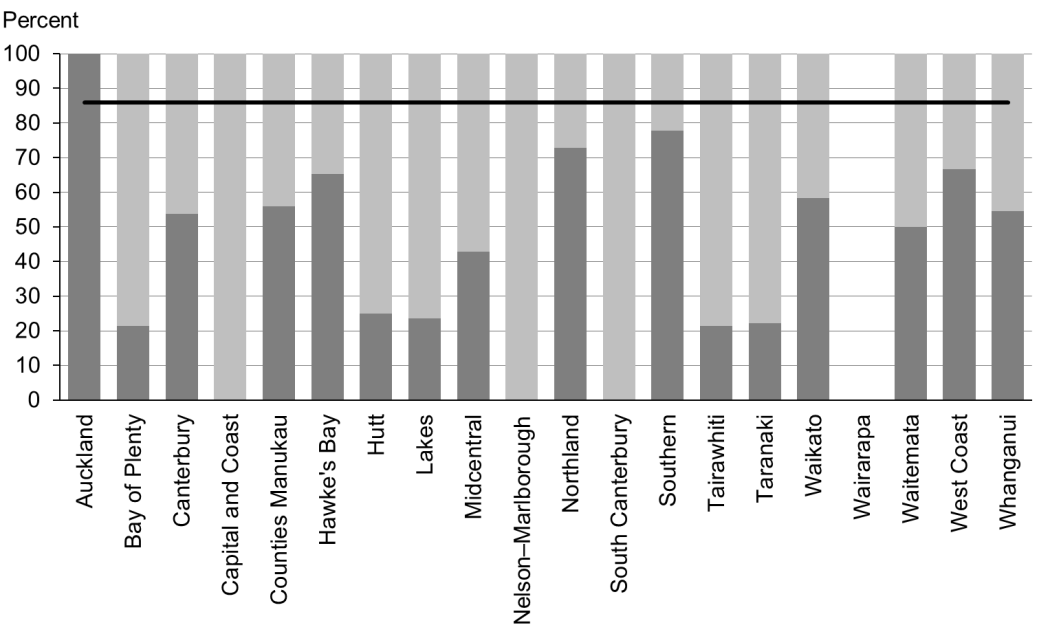 Percent
100
90
80
70
60
50
40
30
20
10
0
Auckland
Bay of Plenty
Canterbury
Capital and Coast
Counties Manukau
Hawke's Bay
Hutt
Lakes
Midcentral
Nelson–Marlborough
Northland
South Canterbury
Southern
Tairawhiti
Taranaki
Waikato
Wairarapa
Waitemata
West Coast
Whanganui